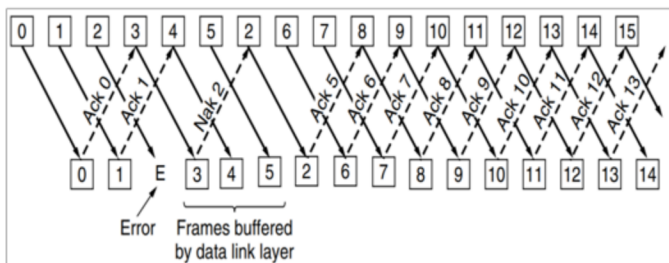 0 1 2 3 4 5 2 6 7 8 9 10 11 12 13 14 15
Ack 0 Ack 1 Nak 2 Ack 5 Ack 6 Ack 7 Ack 8 Ack 9 Ack 10 Ack 11 Ack 12 Ack 13
0 1 E 3 4 5 2 6 7 8 9 10 11 12 13 14
Error Frames buffered
by data link layer